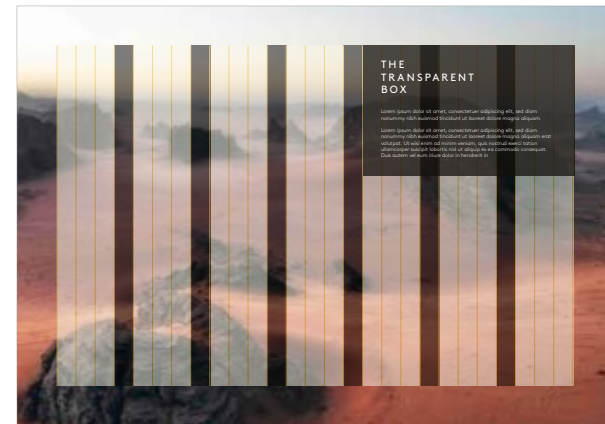 THE
TRANSPARENT
BOX
Lorem ipsum dolor sit amet, consectetuer adipiscing elit, sed diam
nonummy nibh euismod tincidunt ut laoreet dolore magna aliquam
Lorem ipsum dolor sit amet, consectetuer adipiscing elit, sed diam
nonummy nibh euismod tincidunt ut laoreet dolore magna aliquam erat
volutpat. Ut wisi enim ad minim veniam, quis nostrud exerci tation
ullamcorper suscipit lobortis nisl ut aliquip ex ea commodo consequat.
Duis autem vel eum iriure dolor in hendrerit in